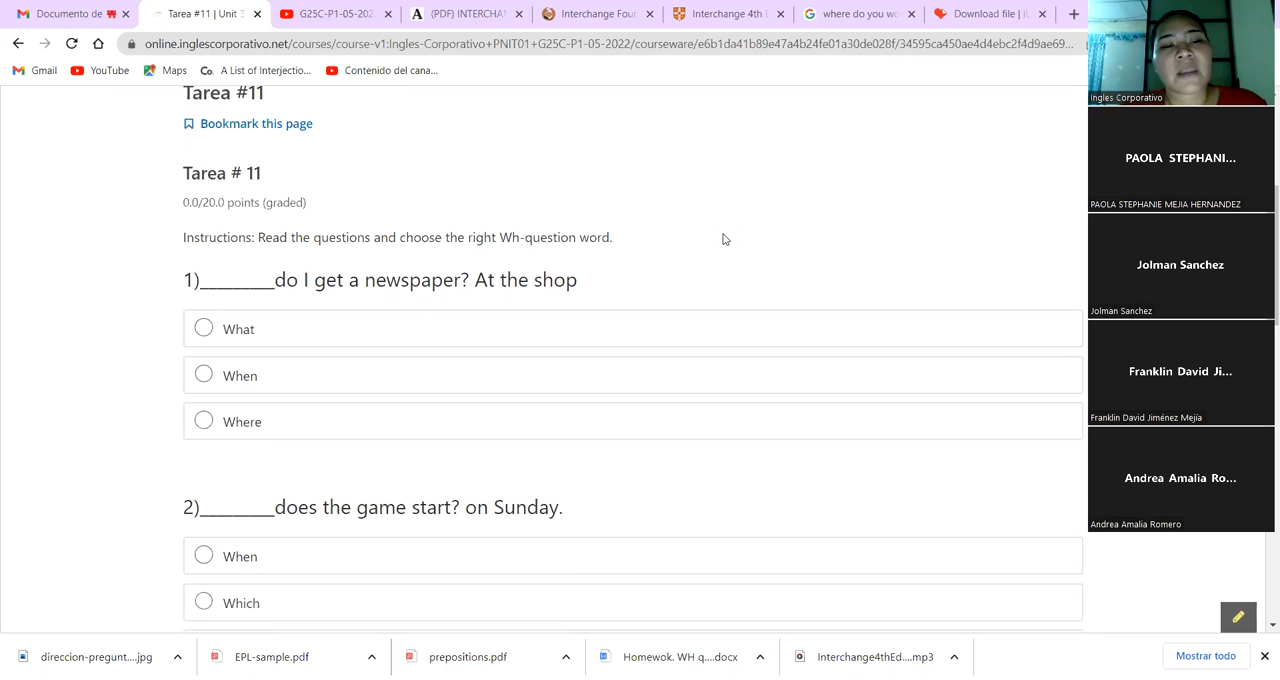 Documento de
Tarea #11 | Unit 3
G25C-P1-05-202
(PDF) INTERCHAN
Interchange Four
Interchange 4th E
where do you wo
Download file | iL
online.inglescorporativo.net/courses/course-v1:Ingles-Corporativo+PNIT01+G25C-P1-05-2022/courseware/e6b1da41b89e47a4b24fe01a30de028f/34595ca450ae4d4ebc2f4d9ae69...
Gmail
YouTube
Maps
Co.
A List of Interjectio...
Contenido del cana...
Tarea #11
Bookmark this page
Tarea # 11
0.0/20.0 points (graded)
Instructions: Read the questions and choose the right Wh-question word.
1)_________do I get a newspaper? At the shop
What
When
Where
2)_________does the game start? on Sunday.
When
Which
Ingles Corporativo
PAOLA STEPHANI...
PAOLA STEPHANIE MEJIA HERNANDEZ
Jolman Sanchez
Jolman Sanchez
Franklin David Ji...
Franklin David Jiménez Mejía
Andrea Amalia Ro...
Andrea Amalia Romero
direccion-pregunt....jpg
EPL-sample.pdf
prepositions.pdf
Homewok. WH q....docx
Interchange4thEd....mp3
Mostrar todo